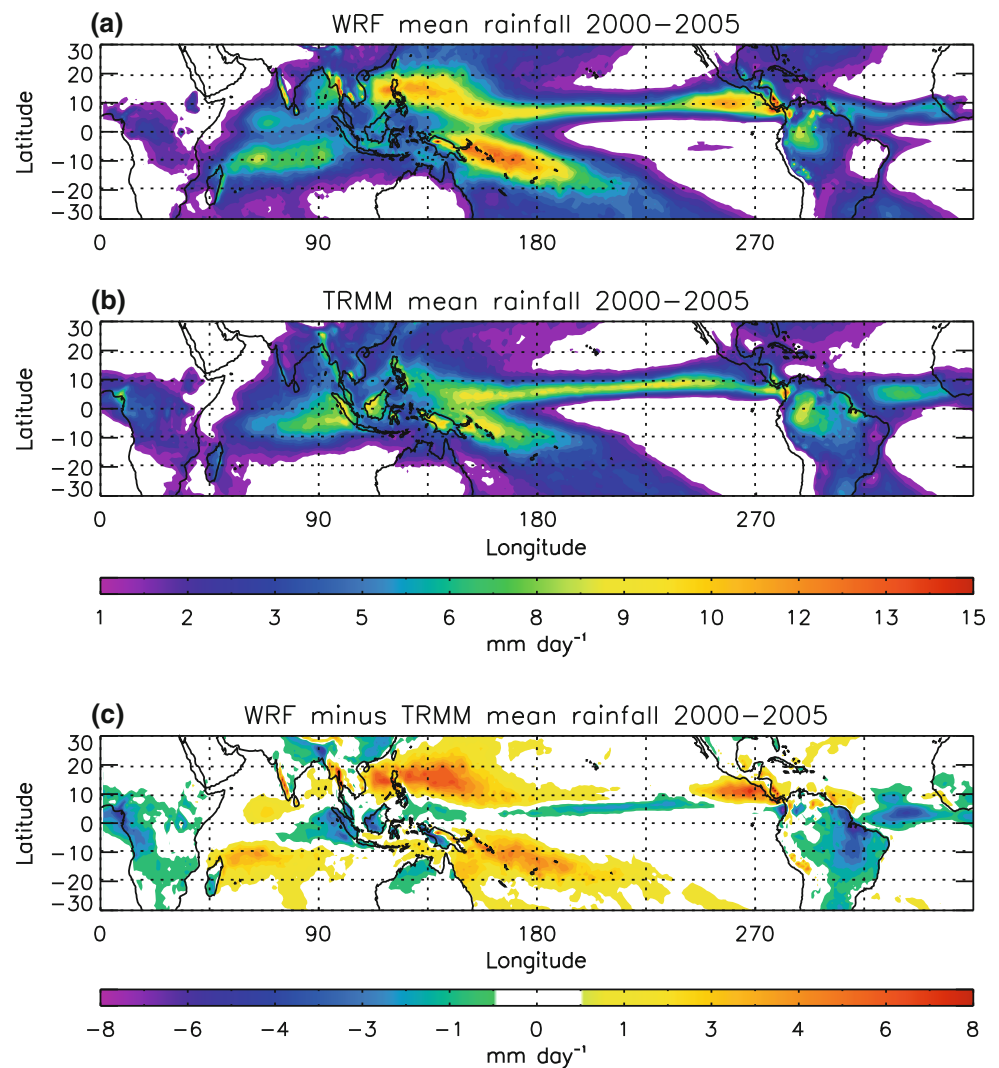 (a) WRF mean rainfall 2000−2005
30
20
10
0
−10
−20
−30
Latitude
0 90 180 270
(b) TRMM mean rainfall 2000−2005
30
20
10
0
−10
−20
−30
Latitude
0 90 180 270
Longitude
1 2 3 5 6 8 9 10 12 13 15
mm day⁻¹
(c) WRF minus TRMM mean rainfall 2000−2005
30
20
10
0
−10
−20
−30
Latitude
0 90 180 270
Longitude
−8 −6 −4 −3 −1 0 1 3 4 6 8
mm day⁻¹